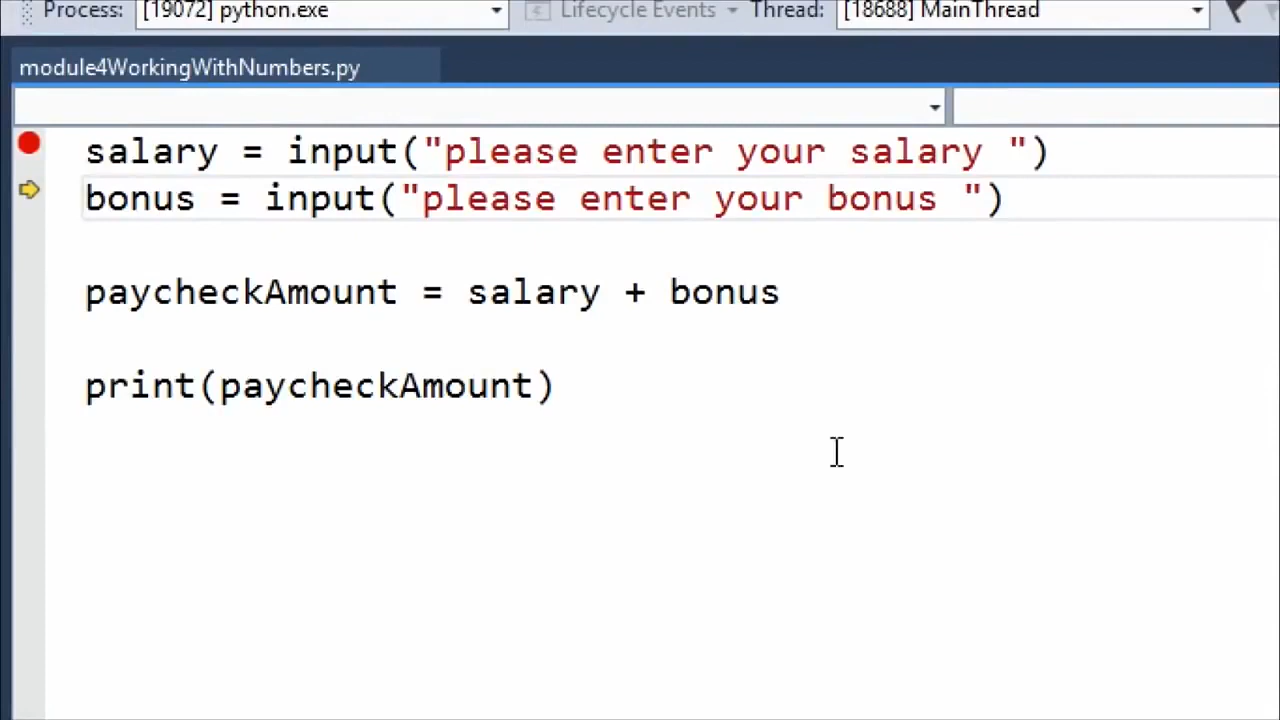 Process: [19072] python.exe Lifecycle Events Thread: [18688] MainThread
module4WorkingWithNumbers.py
salary = input("please enter your salary ")
bonus = input("please enter your bonus ")
paycheckAmount = salary + bonus
print(paycheckAmount)